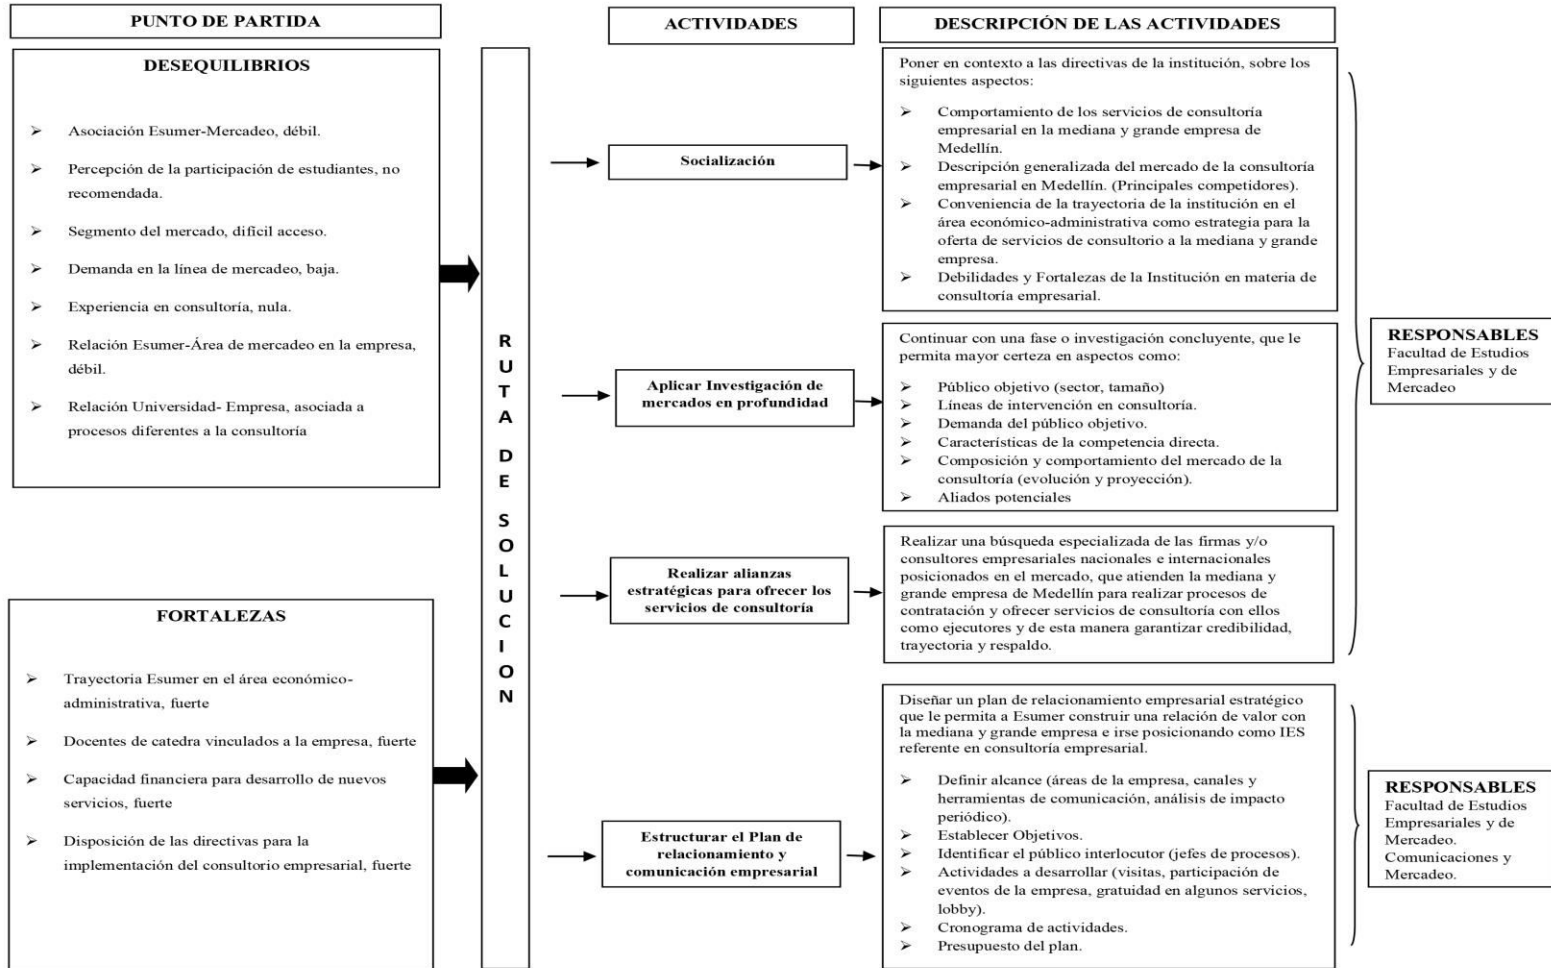 PUNTO DE PARTIDA
DESEQUILIBRIOS
➢ Asociación Esumer-Mercadeo, débil.
➢ Percepción de la participación de estudiantes, no
recomendada.
➢ Segmento del mercado, difícil acceso.
➢ Demanda en la línea de mercadeo, baja.
➢ Experiencia en consultoría, nula.
➢ Relación Esumer-Área de mercadeo en la empresa,
débil.
➢ Relación Universidad- Empresa, asociada a
procesos diferentes a la consultoría
FORTALEZAS
➢ Trayectoria Esumer en el área económico-
administrativa, fuerte
➢ Docentes de catedra vinculados a la empresa, fuerte
➢ Capacidad financiera para desarrollo de nuevos
servicios, fuerte
➢ Disposición de las directivas para la
implementación del consultorio empresarial, fuerte
RUTA DE SOLUCION
ACTIVIDADES
Socialización
Aplicar Investigación de
mercados en profundidad
Realizar alianzas
estratégicas para ofrecer los
servicios de consultoría
Estructurar el Plan de
relacionamiento y
comunicación empresarial
DESCRIPCIÓN DE LAS ACTIVIDADES
Poner en contexto a las directivas de la institución, sobre los
siguientes aspectos:
➢ Comportamiento de los servicios de consultoría
empresarial en la mediana y grande empresa de
Medellín.
➢ Descripción generalizada del mercado de la consultoría
empresarial en Medellín. (Principales competidores).
➢ Conveniencia de la trayectoria de la institución en el
área económico-administrativa como estrategia para la
oferta de servicios de consultorio a la mediana y grande
empresa.
➢ Debilidades y Fortalezas de la Institución en materia de
consultoría empresarial.
Continuar con una fase o investigación concluyente, que le
permita mayor certeza en aspectos como:
➢ Público objetivo (sector, tamaño)
➢ Líneas de intervención en consultoría.
➢ Demanda del público objetivo.
➢ Características de la competencia directa.
➢ Composición y comportamiento del mercado de la
consultoría (evolución y proyección).
➢ Aliados potenciales
Realizar una búsqueda especializada de las firmas y/o
consultores empresariales nacionales e internacionales
posicionados en el mercado, que atienden la mediana y
grande empresa de Medellín para realizar procesos de
contratación y ofrecer servicios de consultoría con ellos
como ejecutores y de esta manera garantizar credibilidad,
trayectoria y respaldo.
Diseñar un plan de relacionamiento empresarial estratégico
que le permita a Esumer construir una relación de valor con
la mediana y grande empresa e irse posicionando como IES
referente en consultoría empresarial.
➢ Definir alcance (áreas de la empresa, canales y
herramientas de comunicación, análisis de impacto
periódico).
➢ Establecer Objetivos.
➢ Identificar el público interlocutor (jefes de procesos).
➢ Actividades a desarrollar (visitas, participación de
eventos de la empresa, gratuidad en algunos servicios,
lobby).
➢ Cronograma de actividades.
➢ Presupuesto del plan.
RESPONSABLES
Facultad de Estudios
Empresariales y de
Mercadeo
RESPONSABLES
Facultad de Estudios
Empresariales y de
Mercadeo.
Comunicaciones y
Mercadeo.